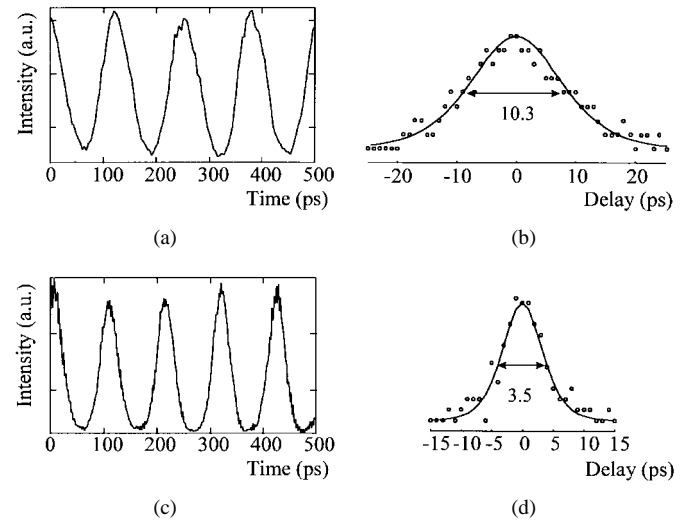 Intensity (a.u.)
0 100 200 300 400 500
Time (ps)
(a)
10.3
-20 -10 0 10 20
Delay (ps)
(b)
Intensity (a.u.)
0 100 200 300 400 500
Time (ps)
(c)
3.5
-15 -10 -5 0 5 10 15
Delay (ps)
(d)